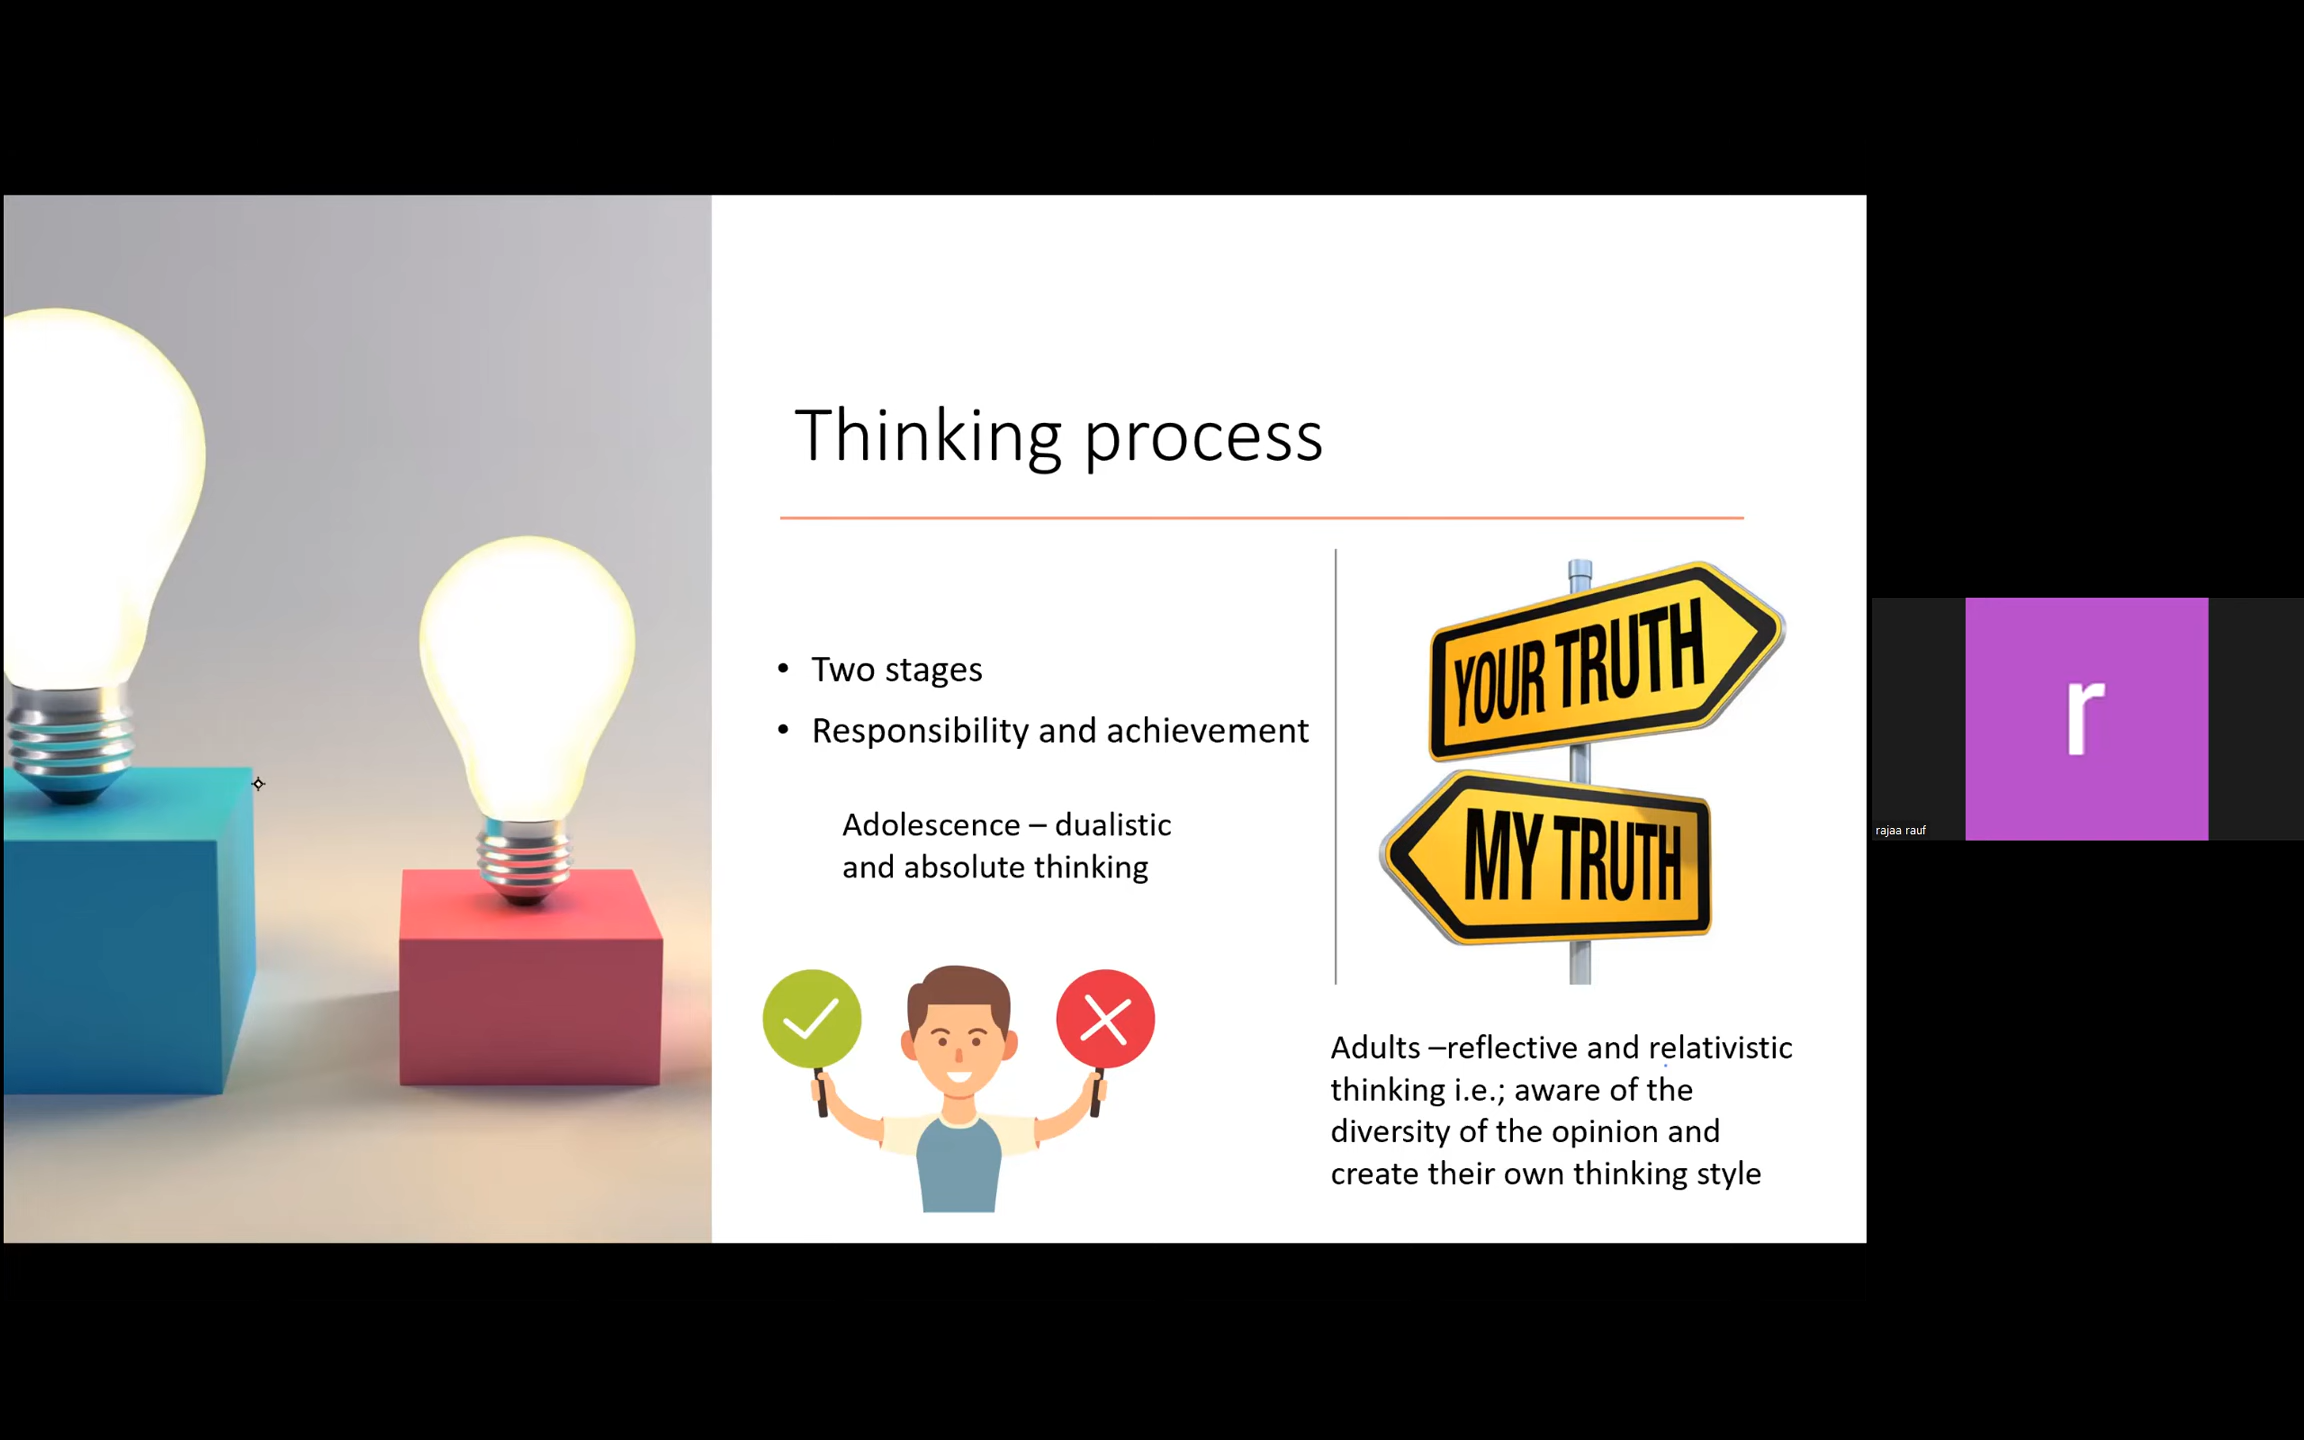 Thinking process
• Two stages
• Responsibility and achievement
Adolescence – dualistic
and absolute thinking
YOUR TRUTH
MY TRUTH
Adults –reflective and relativistic
thinking i.e.; aware of the
diversity of the opinion and
create their own thinking style
r
rajaa rauf